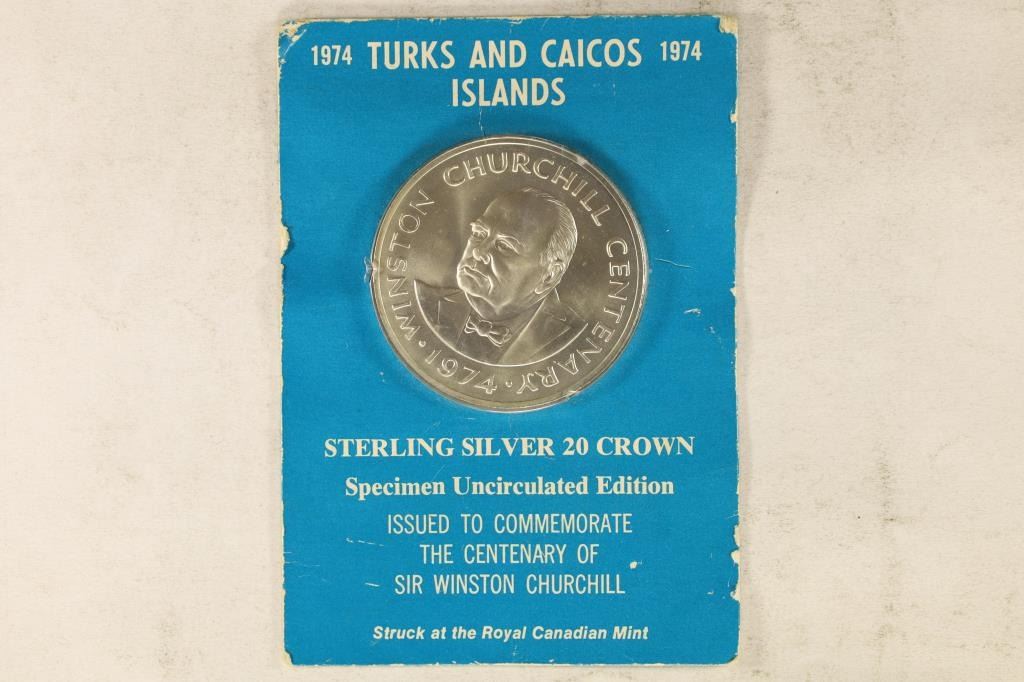 1974 TURKS AND CAICOS 1974
ISLANDS
WINSTON CHURCHILL CENTENARY · 1974 ·
STERLING SILVER 20 CROWN
Specimen Uncirculated Edition
ISSUED TO COMMEMORATE
THE CENTENARY OF
SIR WINSTON CHURCHILL
Struck at the Royal Canadian Mint